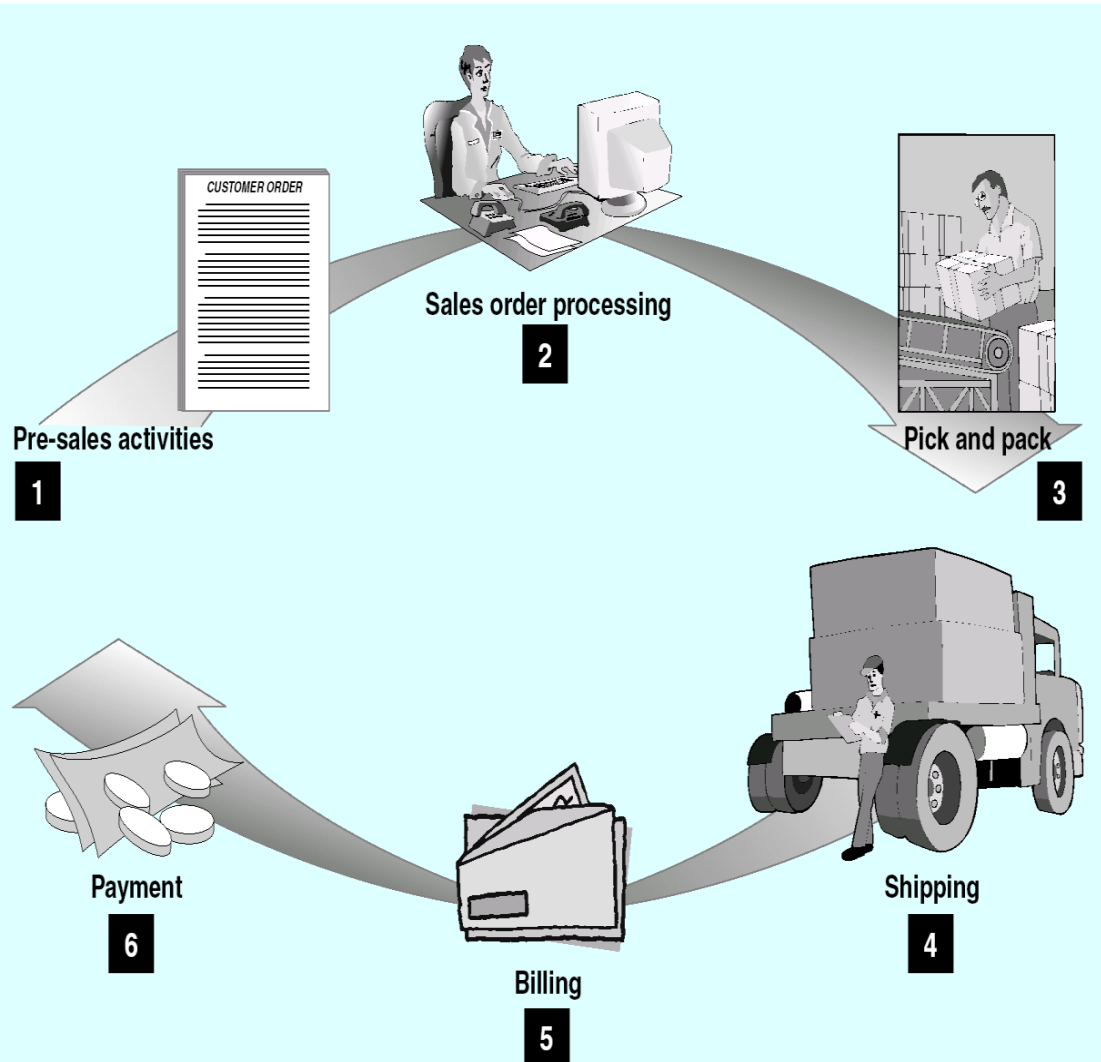 CUSTOMER ORDER
Pre-sales activities
1
Sales order processing
2
Pick and pack
3
Shipping
4
Billing
5
Payment
6